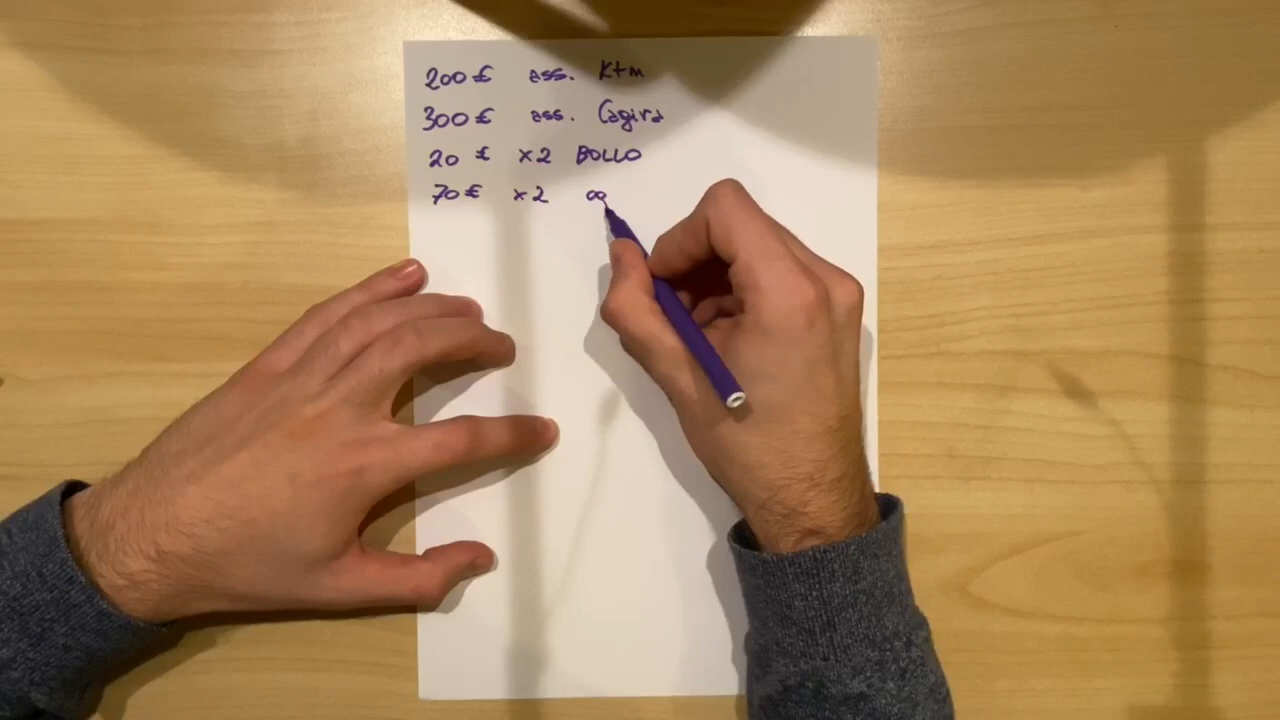 200€ ass. Ktm
300€ ass. Cagiva
20 € x2 BOLLO
70€ x2